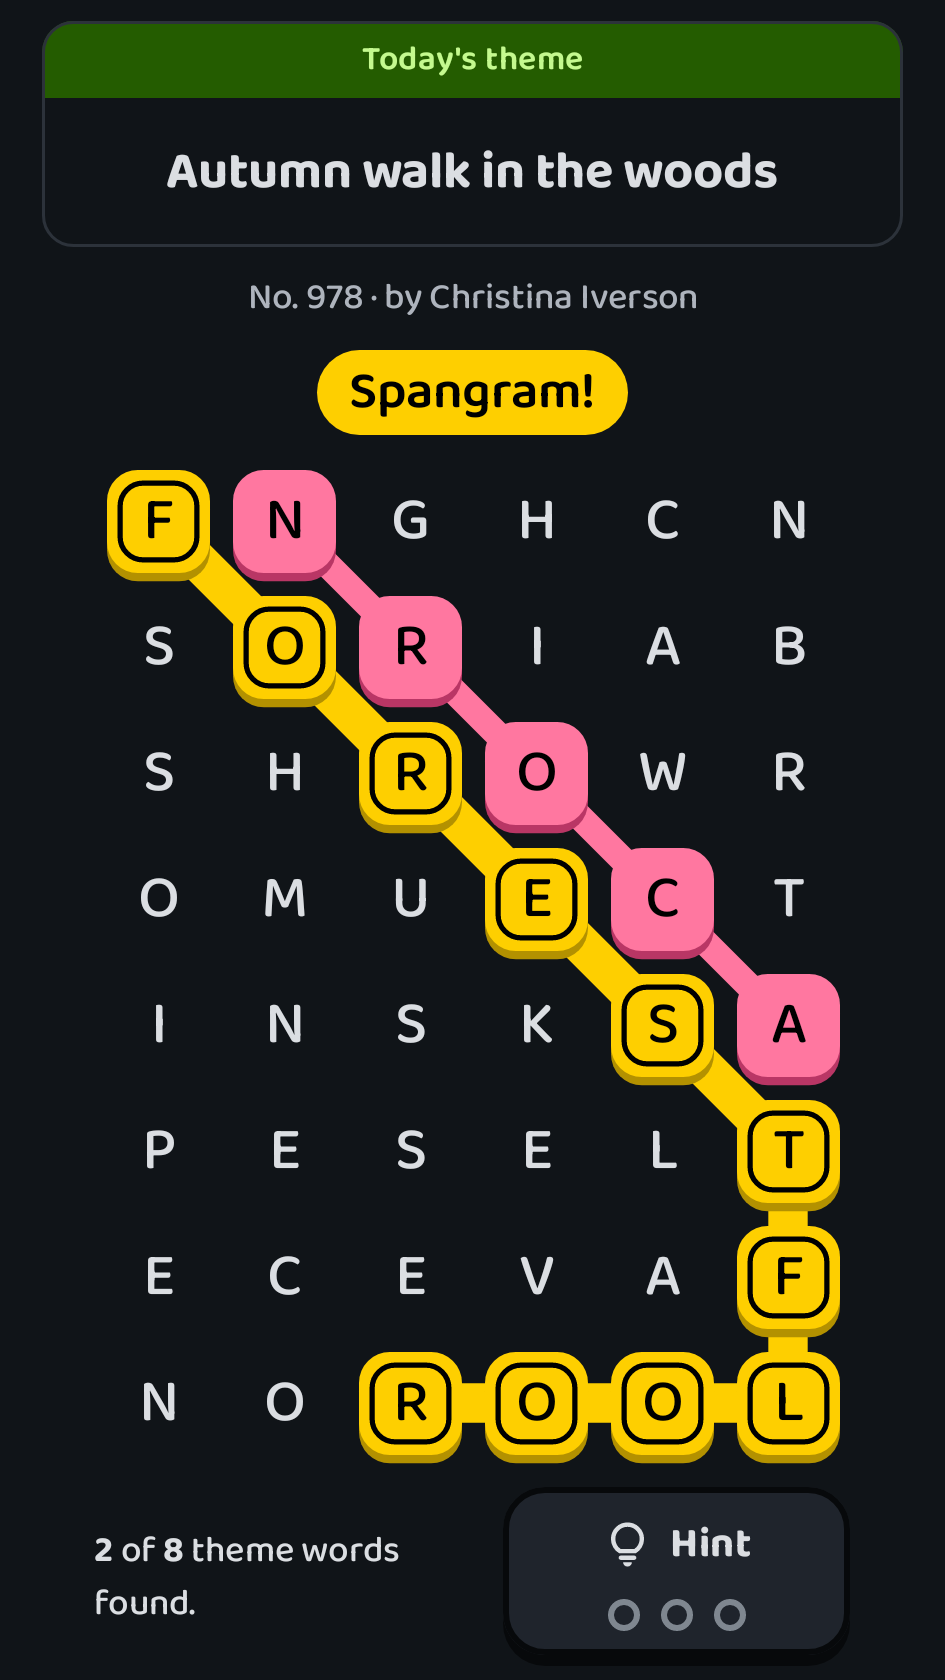 Today's theme
Autumn walk in the woods
No. 978 · by Christina Iverson
Spangram!
F N G H C N
S O R I A B
S H R O W R
O M U E C T
I N S K S A
P E S E L T
E C E V A F
N O R O O L
2 of 8 theme words
found.
Hint